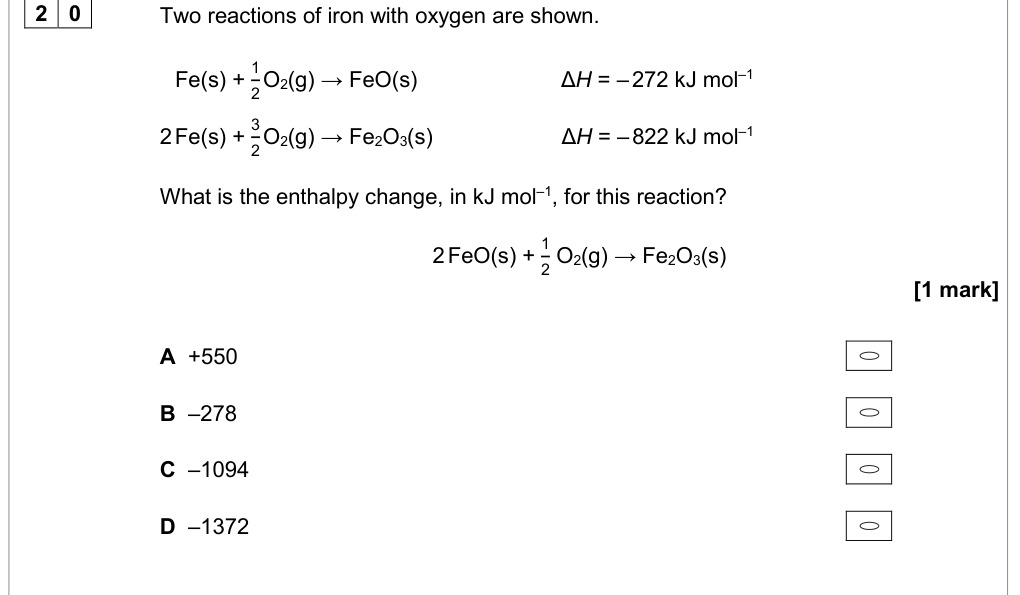 2 0 Two reactions of iron with oxygen are shown.
Fe(s) + 1/2 O₂(g) → FeO(s) ΔH = –272 kJ mol⁻¹
2 Fe(s) + 3/2 O₂(g) → Fe₂O₃(s) ΔH = –822 kJ mol⁻¹
What is the enthalpy change, in kJ mol⁻¹, for this reaction?
2 FeO(s) + 1/2 O₂(g) → Fe₂O₃(s)
[1 mark]
A +550
B –278
C –1094
D –1372